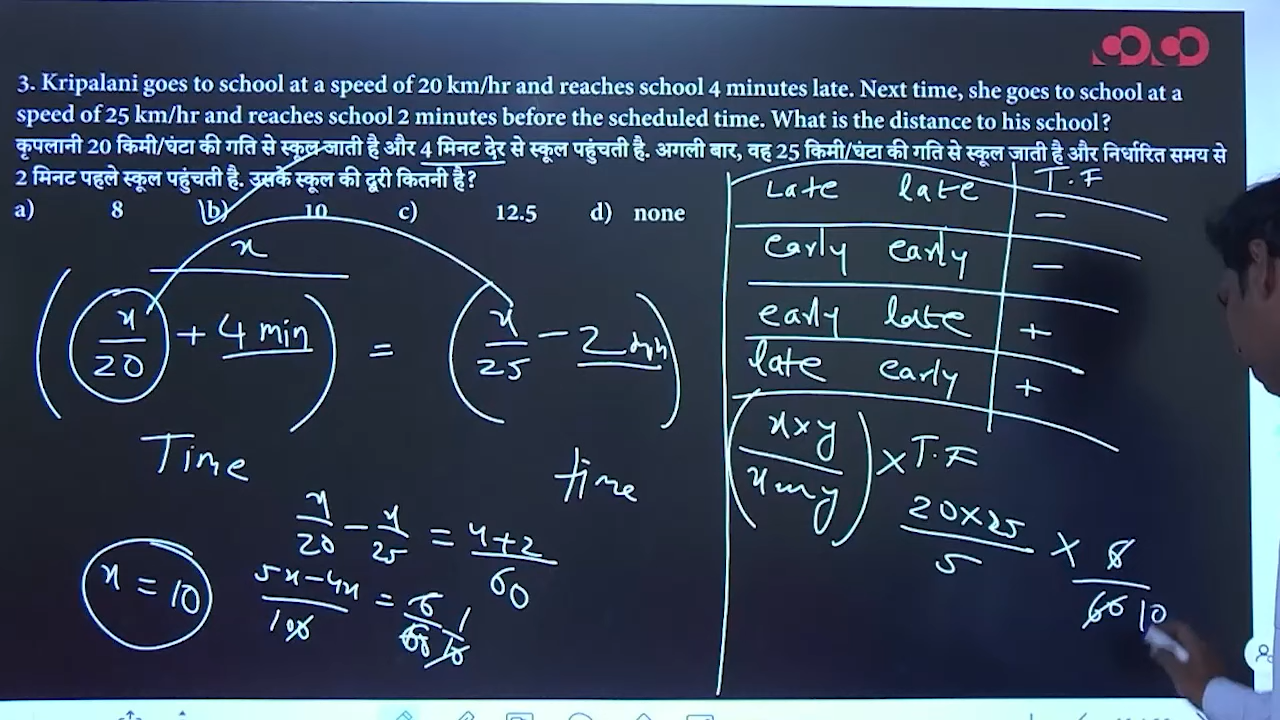 3. Kripalani goes to school at a speed of 20 km/hr and reaches school 4 minutes late. Next time, she goes to school at a
speed of 25 km/hr and reaches school 2 minutes before the scheduled time. What is the distance to his school?
कृपलानी 20 किमी/घंटा की गति से स्कूल जाती है और 4 मिनट देर से स्कूल पहुंचती है. अगली बार, वह 25 किमी/घंटा की गति से स्कूल जाती है और निर्धारित समय से
2 मिनट पहले स्कूल पहुंचती है. उसके स्कूल की दूरी कितनी है?
a) 8 (b) 10 c) 12.5 d) none
x
(x/20 + 4 min) = (x/25 - 2 min)
Time time
x/20 - x/25 = 4+2/60
5x-4x/100 = 6/60 1/10
x = 10
Late late T.F -
early early -
early late +
late early +
(x×y/x~y) × T.F
20×25/5 × 6/60 10